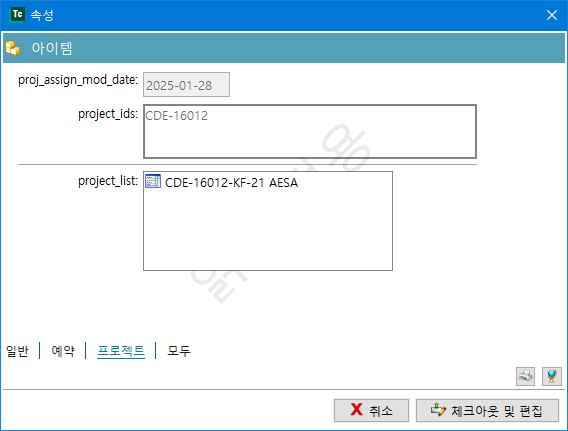 Tc 속성
아이템
proj_assign_mod_date: 2025-01-28
project_ids: CDE-16012
project_list: CDE-16012-KF-21 AESA
일반 예약 프로젝트 모두
취소 체크아웃 및 편집